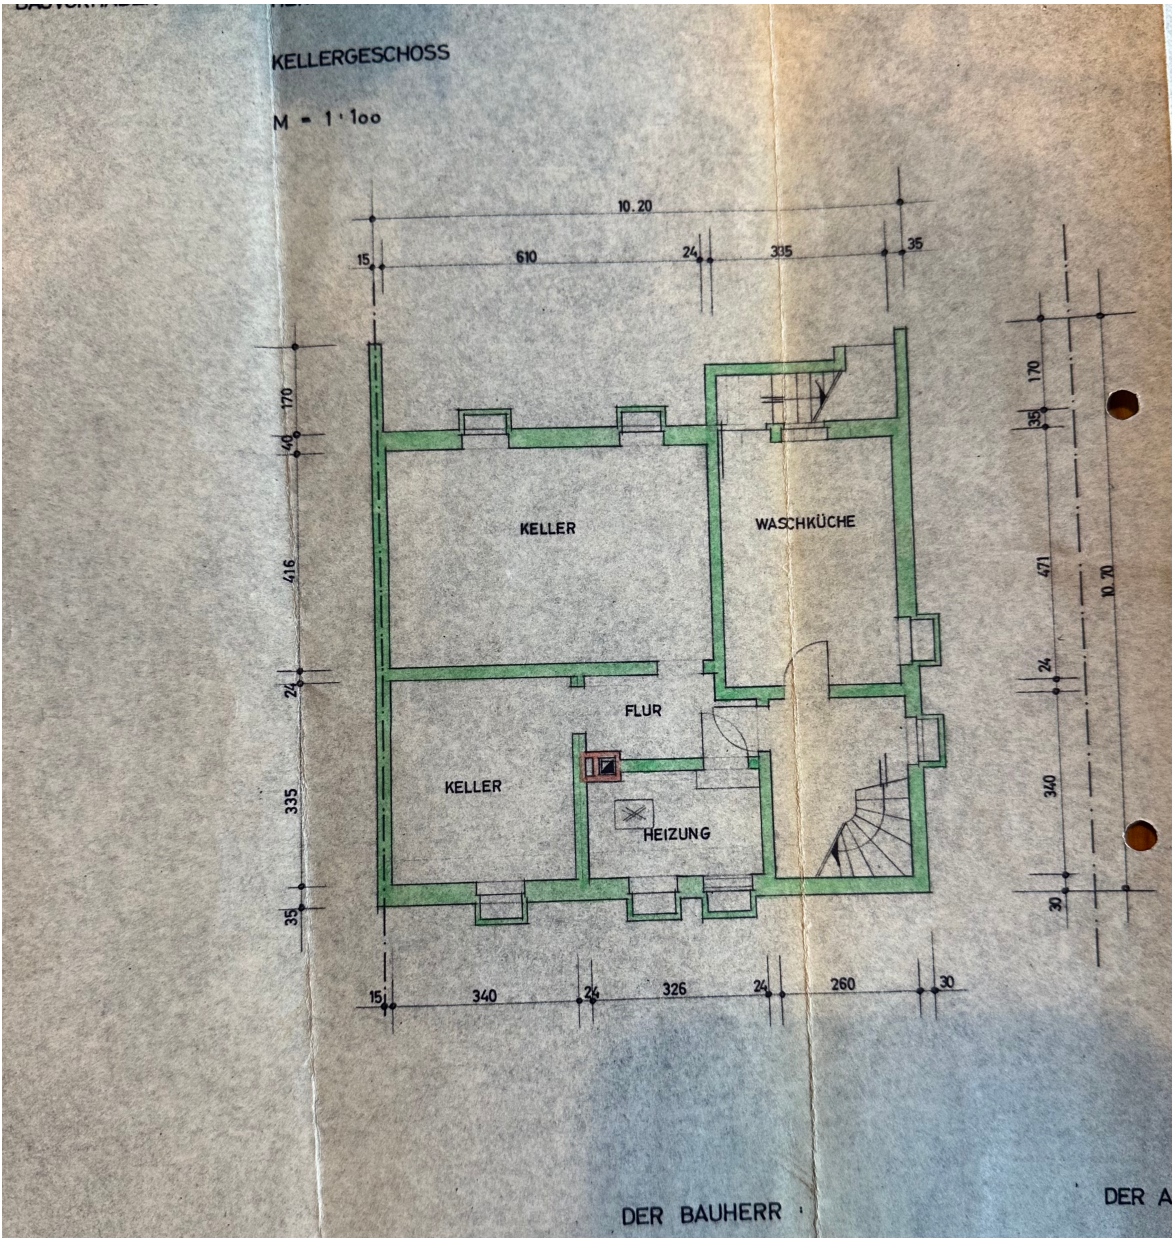 KELLERGESCHOSS
M = 1:100
10.20
15 610 24 335 35
170
40
416
24
335
35
170
35
471
24
340
30
10.70
KELLER
WASCHKÜCHE
FLUR
KELLER
HEIZUNG
15 340 24 326 24 260 30
DER BAUHERR
DER A